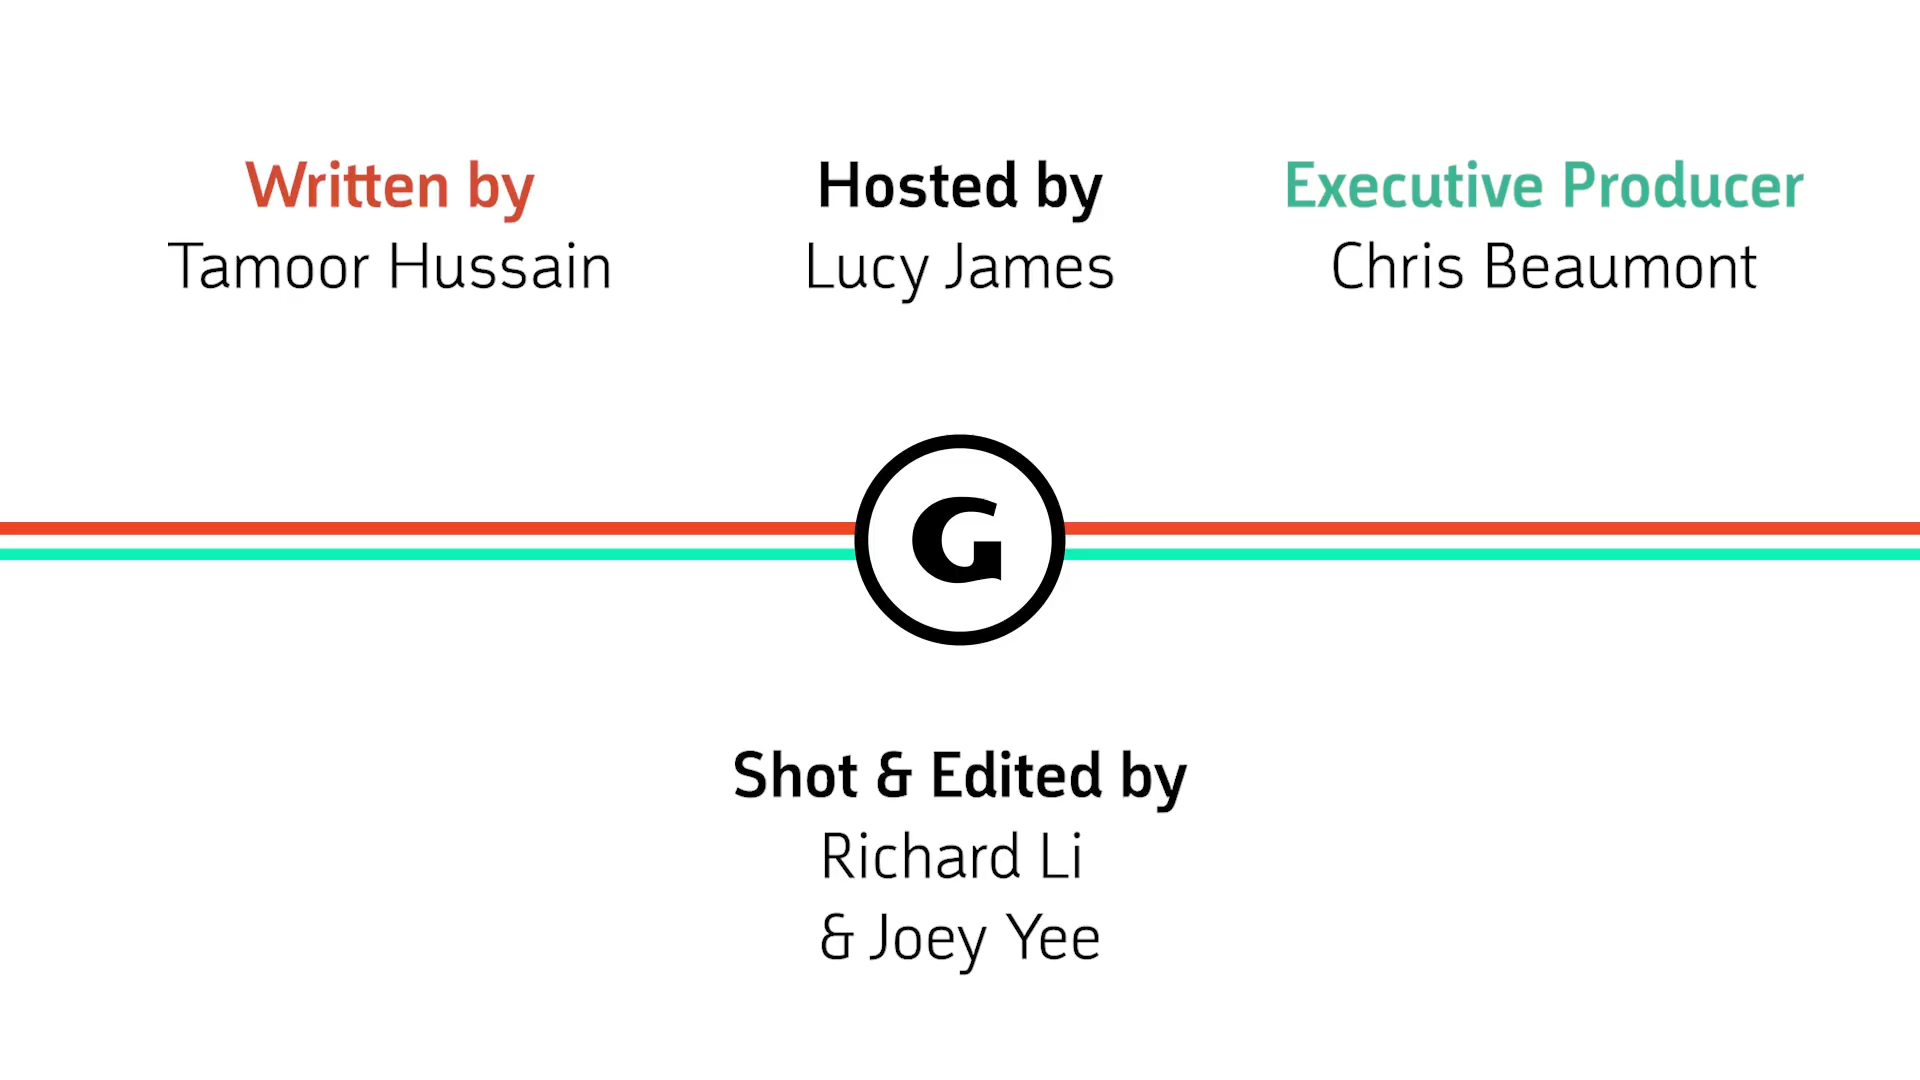 Written by
Tamoor Hussain
Hosted by
Lucy James
Executive Producer
Chris Beaumont
G
Shot & Edited by
Richard Li
& Joey Yee